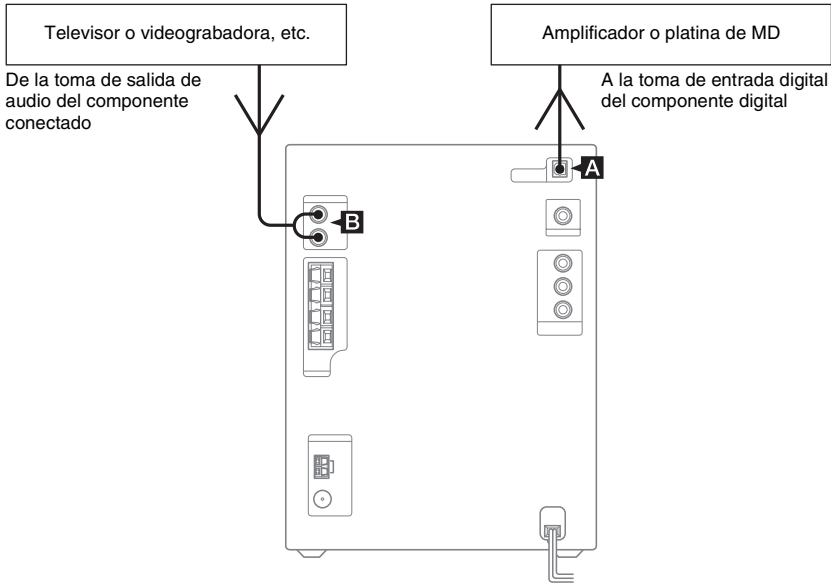 Televisor o videograbadora, etc.
Amplificador o platina de MD
De la toma de salida de
audio del componente
conectado
A la toma de entrada digital
del componente digital
A
B